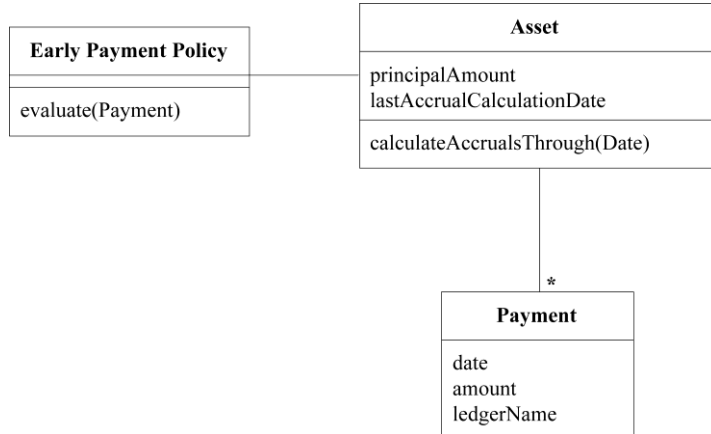 Early Payment Policy
evaluate(Payment)
Asset
principalAmount
lastAccrualCalculationDate
calculateAccrualsThrough(Date)
*
Payment
date
amount
ledgerName